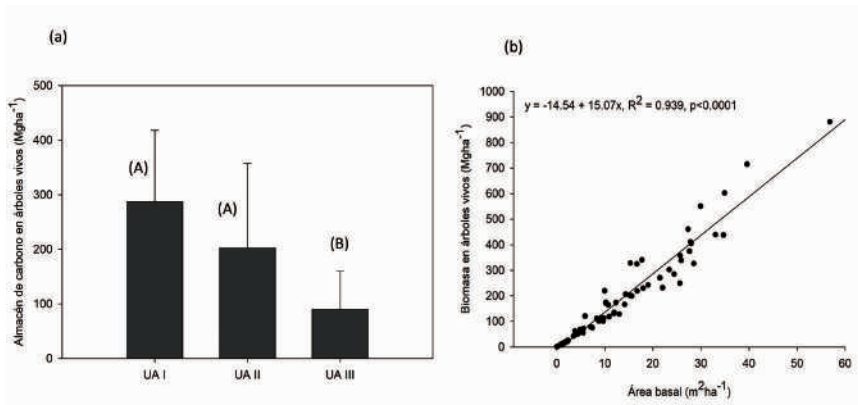 (a)
Almacén de carbono en árboles vivos (Mgha⁻¹)
500
400
300
200
100
0
(A)
(A)
(B)
UA I
UA II
UA III
(b)
Biomasa en árboles vivos (Mgha⁻¹)
1000
900
800
700
600
500
400
300
200
100
0
y = -14.54 + 15.07x, R² = 0.939, p<0.0001
0
10
20
30
40
50
60
Área basal (m²ha⁻¹)